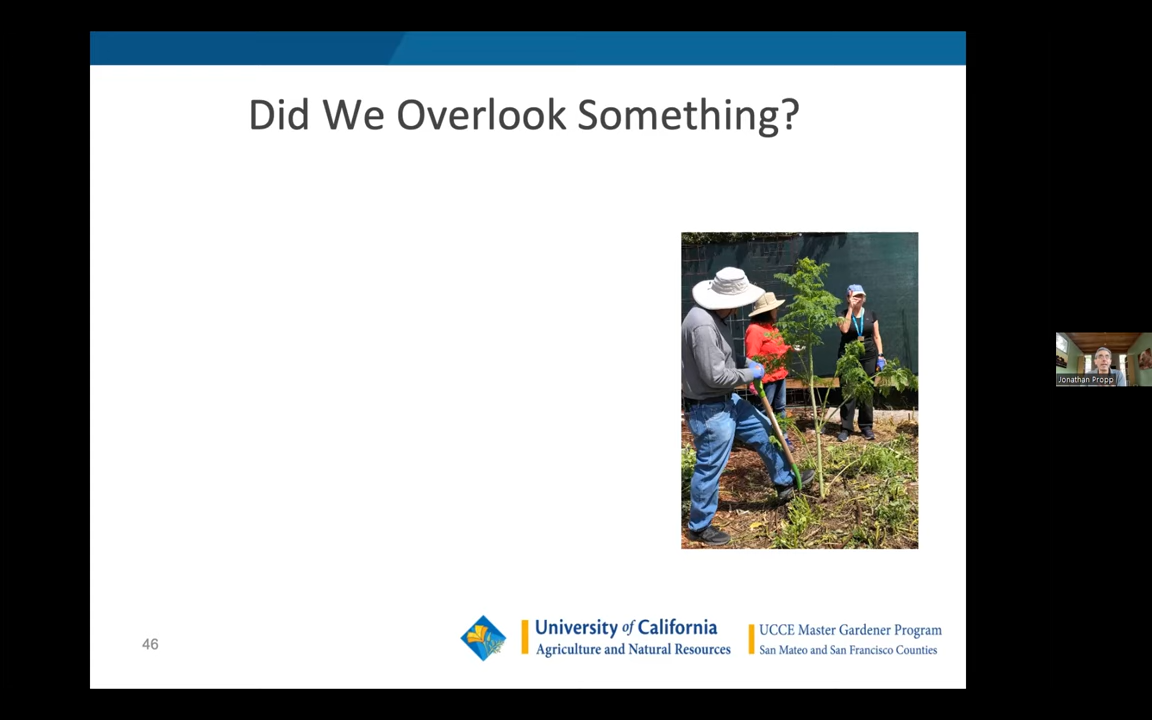 Did We Overlook Something?
Jonathan Propp
46
University of California
Agriculture and Natural Resources
UCCE Master Gardener Program
San Mateo and San Francisco Counties